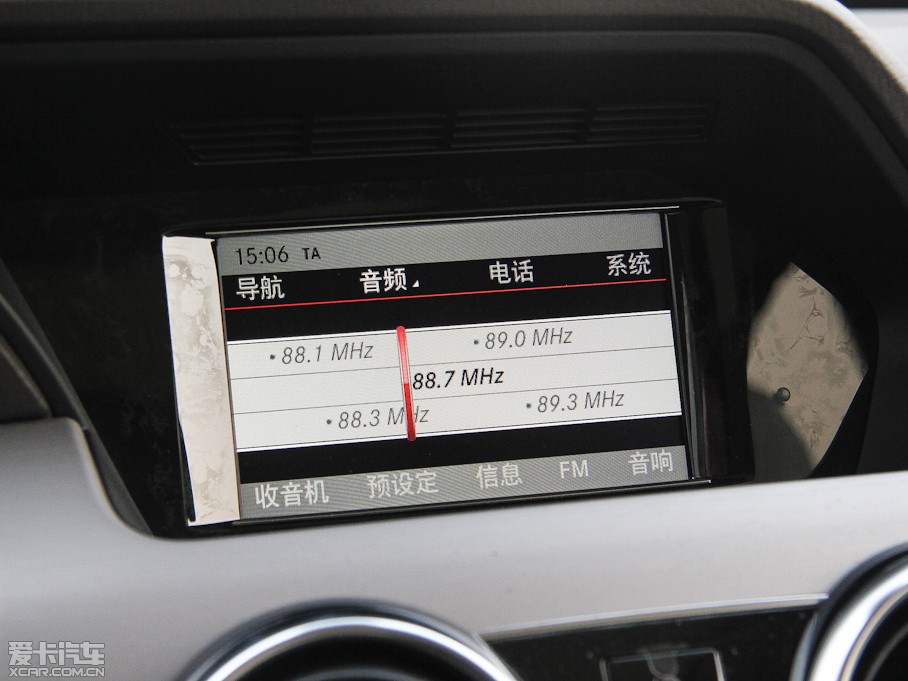 15:06 TA
导航 音频 电话 系统
88.1 MHz 89.0 MHz
88.7 MHz
88.3 MHz 89.3 MHz
收音机 预设定 信息 FM 音响
爱卡汽车
XCAR.COM.CN